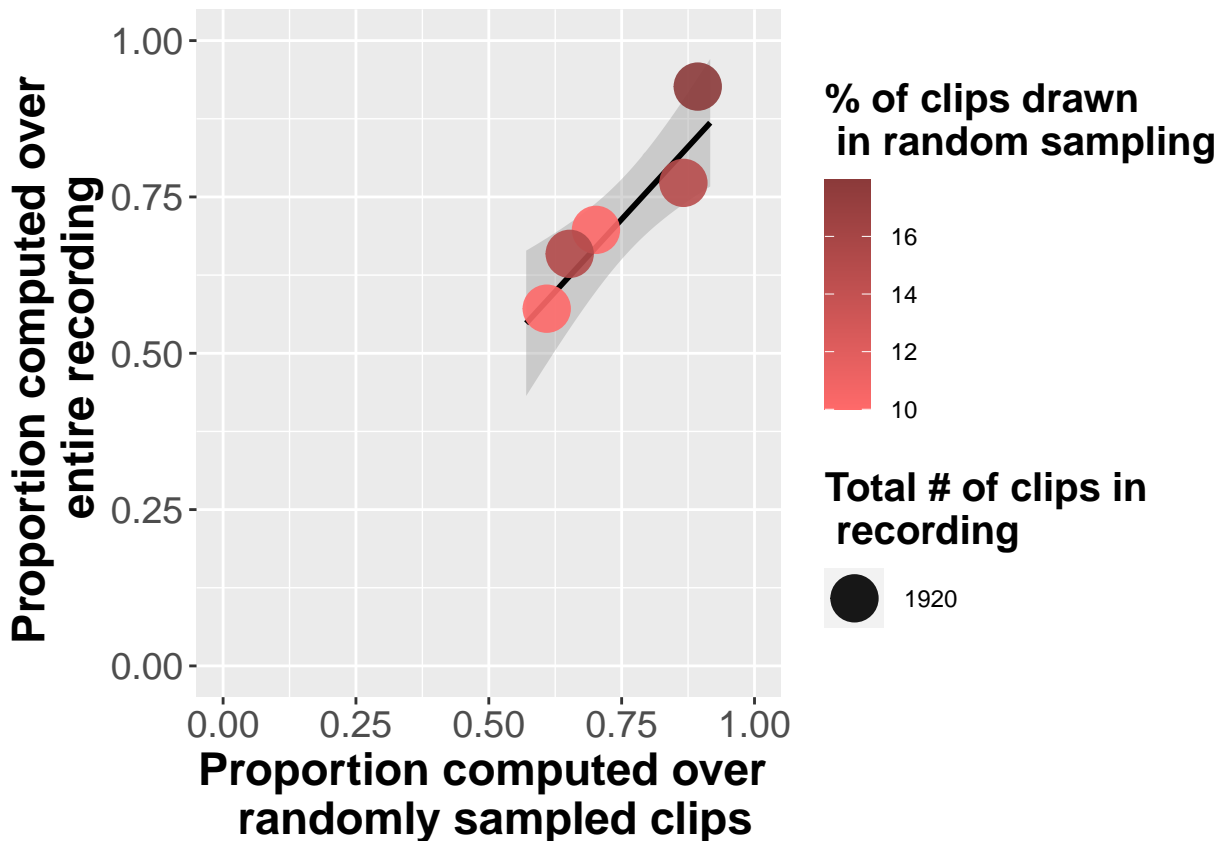 Proportion computed over
entire recording
1.00
0.75
0.50
0.25
0.00
0.00 0.25 0.50 0.75 1.00
Proportion computed over
randomly sampled clips
% of clips drawn
in random sampling
16
14
12
10
Total # of clips in
recording
1920